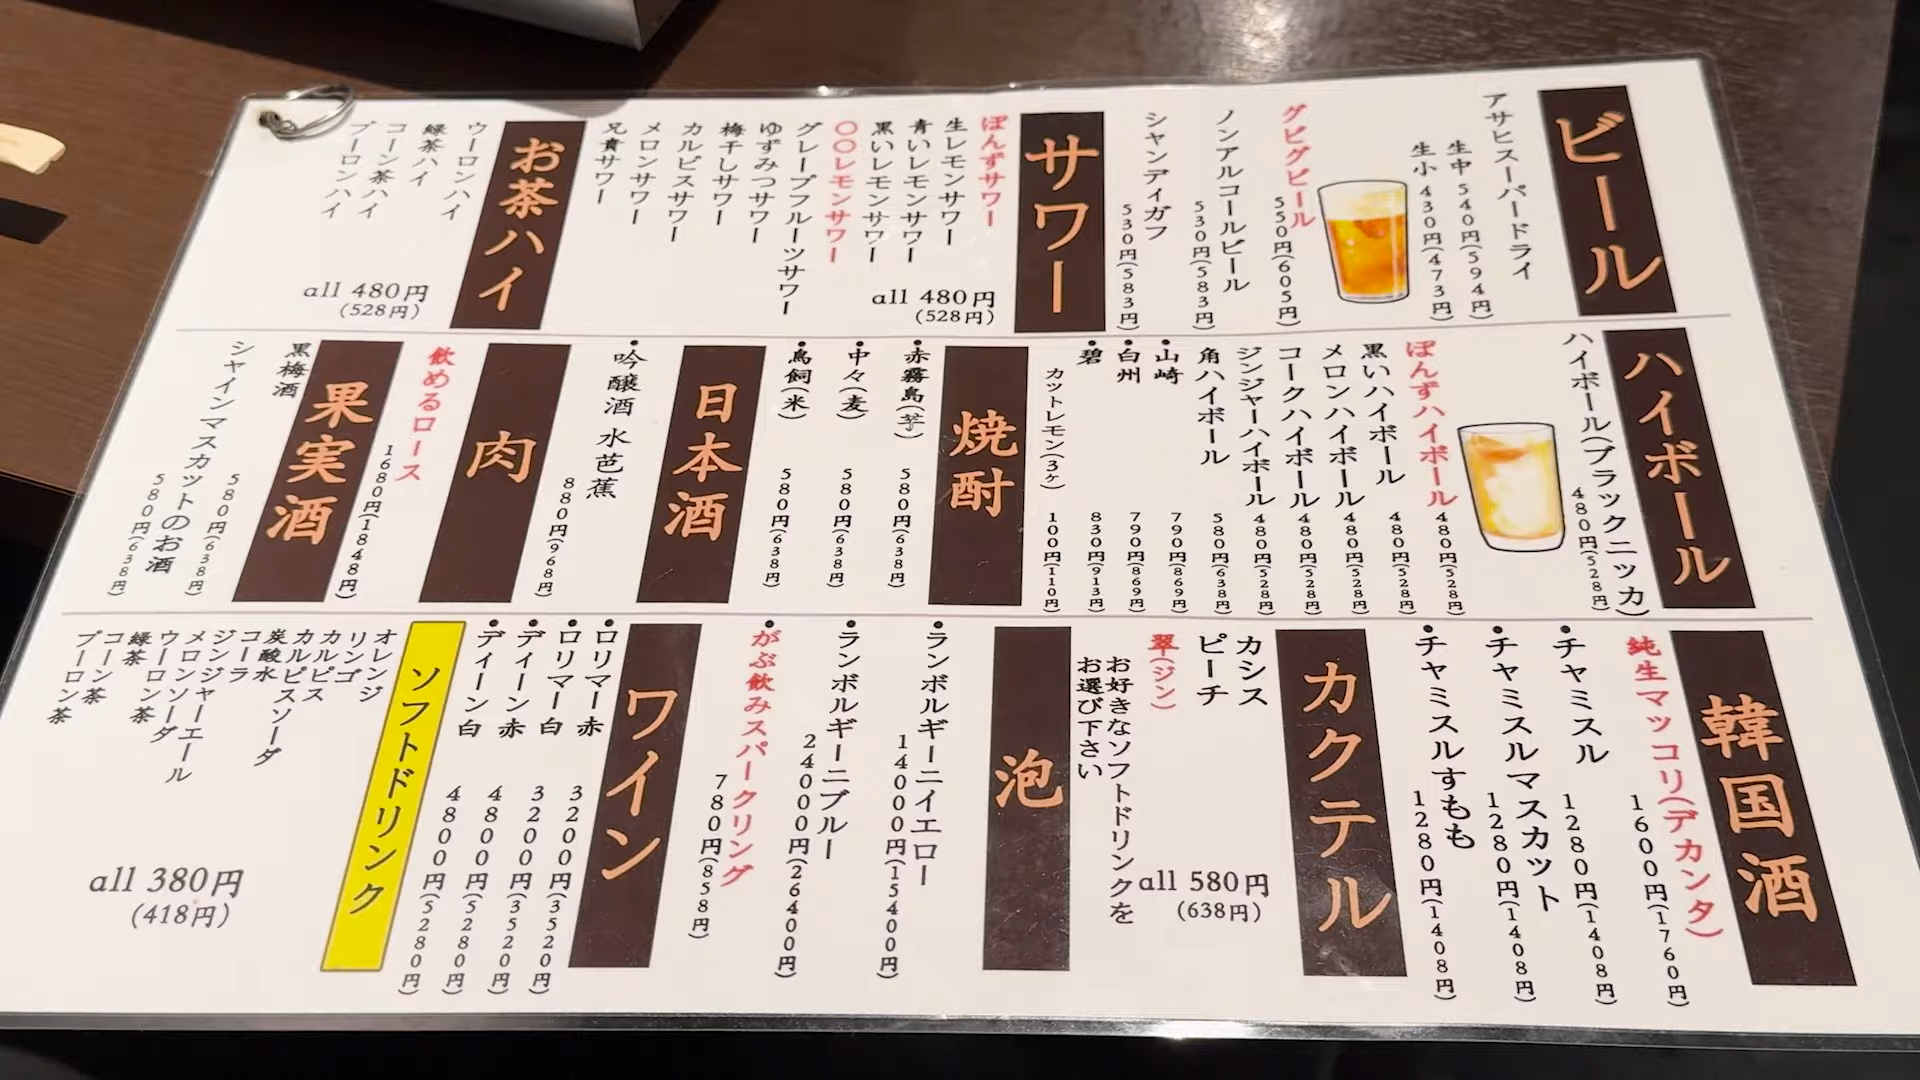 ビール
アサヒスーパードライ
生中 540円(594円)
生小 430円(473円)
グビグビール
550円(605円)
ノンアルコールビール
530円(583円)
シャンディガフ
530円(583円)
サワー
ぽんずサワー
生レモンサワー
青いレモンサワー
黒いレモンサワー
〇〇レモンサワー
グレープフルーツサワー
ゆずみつサワー
梅干しサワー
カルピスサワー
メロンサワー
兄貴サワー
all 480円
(528円)
お茶ハイ
ウーロンハイ
緑茶ハイ
コーン茶ハイ
プーロンハイ
all 480円
(528円)
ハイボール
ハイボール(ブラックニッカ)
480円(528円)
ぽんずハイボール 480円(528円)
黒いハイボール 480円(528円)
メロンハイボール 480円(528円)
コークハイボール 480円(528円)
ジンジャーハイボール 480円(528円)
角ハイボール 580円(638円)
・山崎 790円(869円)
・白州 790円(869円)
・碧 830円(913円)
カットレモン(3ヶ) 100円(110円)
焼酎
・赤霧島(芋) 580円(638円)
・中々(麦) 580円(638円)
・鳥飼(米) 580円(638円)
日本酒
・吟醸酒 水芭蕉
880円(968円)
肉
飲めるロース
1680円(1848円)
果実酒
黒梅酒
580円(638円)
シャインマスカットのお酒
580円(638円)
韓国酒
純生マッコリ(デカンタ)
1600円(1760円)
・チャミスル
1280円(1408円)
・チャミスルマスカット
1280円(1408円)
・チャミスルすもも
1280円(1408円)
カクテル
カシス
ピーチ
翠(ジン)
お好きなソフトドリンクを
お選び下さい
all 580円
(638円)
泡
・ランボルギーニイエロー
14000円(15400円)
・ランボルギーニブルー
24000円(26400円)
・がぶ飲みスパークリング
780円(858円)
ワイン
・ロリマー赤 3200円(3520円)
・ロリマー白 3200円(3520円)
・ディーン赤 4800円(5280円)
・ディーン白 4800円(5280円)
ソフトドリンク
オレンジ
リンゴ
カルピス
カルピスソーダ
炭酸水
コーラ
ジンジャーエール
メロンソーダ
ウーロン茶
緑茶
コーン茶
プーロン茶
all 380円
(418円)